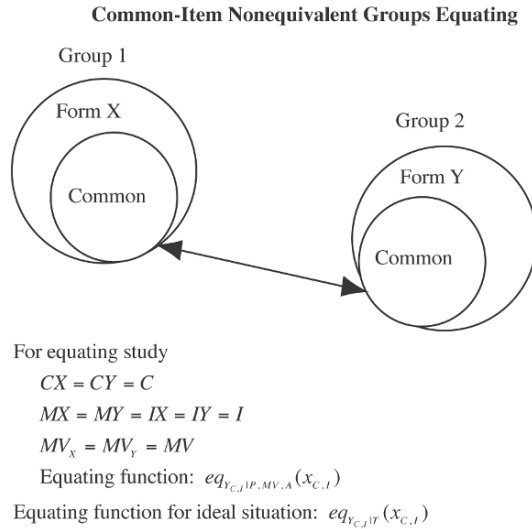 Common-Item Nonequivalent Groups Equating
Group 1
Form X
Common
Group 2
Form Y
Common
For equating study
CX = CY = C
MX = MY = IX = IY = I
MV_X = MV_Y = MV
Equating function: eq_{Y_{C,I}|P,MV,A}(x_{C,I})
Equating function for ideal situation: eq_{Y_{C,I}|T}(x_{C,I})